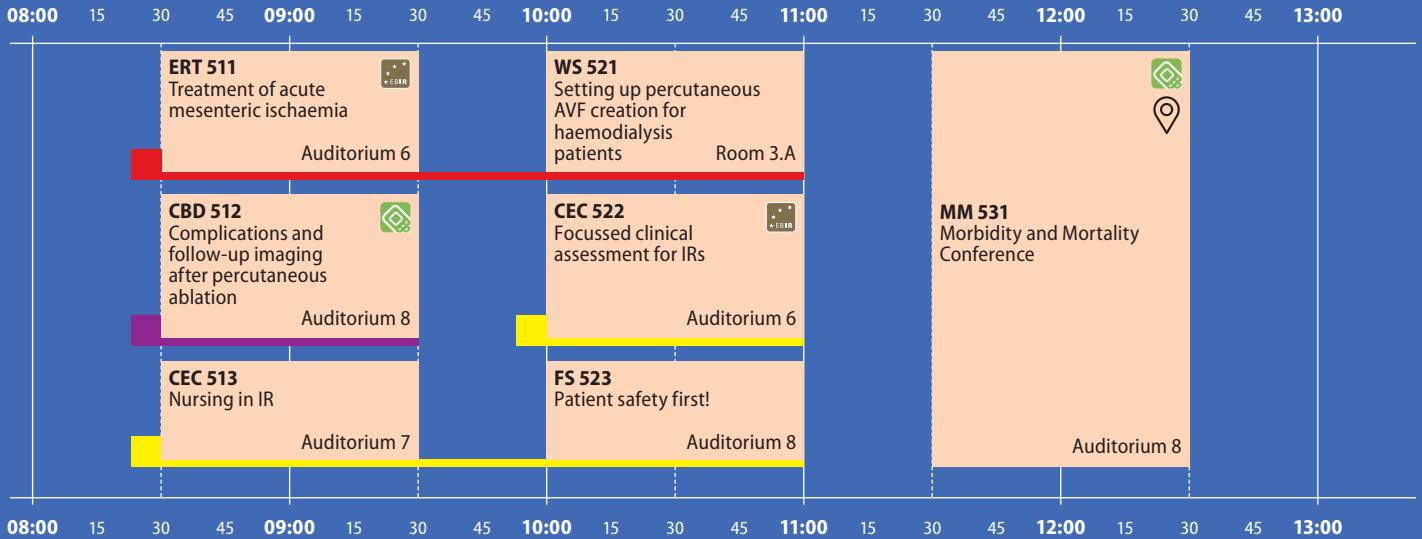 08:00 15 30 45 09:00 15 30 45 10:00 15 30 45 11:00 15 30 45 12:00 15 30 45 13:00
ERT 511
Treatment of acute
mesenteric ischaemia
EBIR
Auditorium 6
WS 521
Setting up percutaneous
AVF creation for
haemodialysis
patients Room 3.A
CBD 512
Complications and
follow-up imaging
after percutaneous
ablation
Auditorium 8
CEC 522
Focussed clinical
assessment for IRs
EBIR
Auditorium 6
MM 531
Morbidity and Mortality
Conference
Auditorium 8
CEC 513
Nursing in IR
Auditorium 7
FS 523
Patient safety first!
Auditorium 8
08:00 15 30 45 09:00 15 30 45 10:00 15 30 45 11:00 15 30 45 12:00 15 30 45 13:00